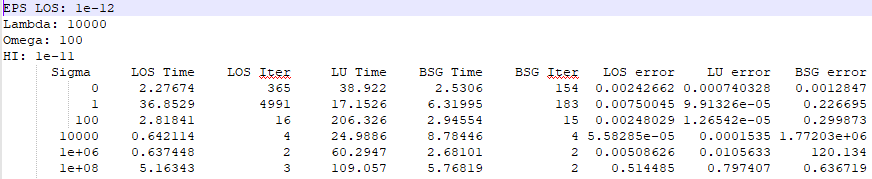 EPS LOS: 1e-12
Lambda: 10000
Omega: 100
HI: 1e-11
Sigma LOS Time LOS Iter LU Time BSG Time BSG Iter LOS error LU error BSG error
0 2.27674 365 38.922 2.5306 154 0.00242662 0.000740328 0.0012847
1 36.8529 4991 17.1526 6.31995 183 0.00750045 9.91326e-05 0.226695
100 2.81841 16 206.326 2.94554 15 0.00248029 1.26542e-05 0.299873
10000 0.642114 4 24.9886 8.78446 4 5.58285e-05 0.0001535 1.77203e+06
1e+06 0.637448 2 60.2947 2.68101 2 0.00508626 0.0105633 120.134
1e+08 5.16343 3 109.057 5.76819 2 0.514485 0.797407 0.636719